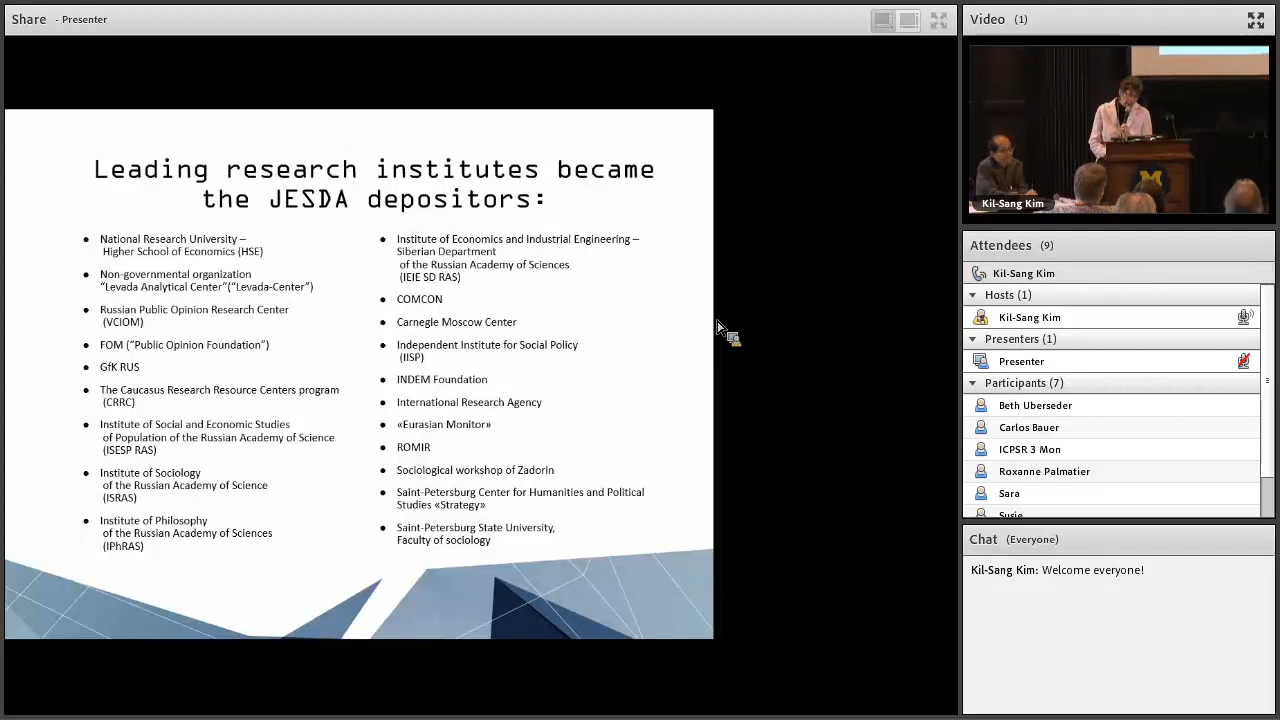 Share - Presenter
Leading research institutes became
the JESDA depositors:
● National Research University –
Higher School of Economics (HSE)
● Non-governmental organization
“Levada Analytical Center”(“Levada-Center”)
● Russian Public Opinion Research Center
(VCIOM)
● FOM (“Public Opinion Foundation”)
● GfK RUS
● The Caucasus Research Resource Centers program
(CRRC)
● Institute of Social and Economic Studies
of Population of the Russian Academy of Science
(ISESP RAS)
● Institute of Sociology
of the Russian Academy of Science
(ISRAS)
● Institute of Philosophy
of the Russian Academy of Sciences
(IPhRAS)
● Institute of Economics and Industrial Engineering –
Siberian Department
of the Russian Academy of Sciences
(IEIE SD RAS)
● COMCON
● Carnegie Moscow Center
● Independent Institute for Social Policy
(IISP)
● INDEM Foundation
● International Research Agency
● «Eurasian Monitor»
● ROMIR
● Sociological workshop of Zadorin
● Saint-Petersburg Center for Humanities and Political
Studies «Strategy»
● Saint-Petersburg State University,
Faculty of sociology
Video (1)
M
Kil-Sang Kim
Attendees (9)
Kil-Sang Kim
Hosts (1)
Kil-Sang Kim
Presenters (1)
Presenter
Participants (7)
Beth Uberseder
Carlos Bauer
ICPSR 3 Mon
Roxanne Palmatier
Sara
Susie
Chat (Everyone)
Kil-Sang Kim: Welcome everyone!